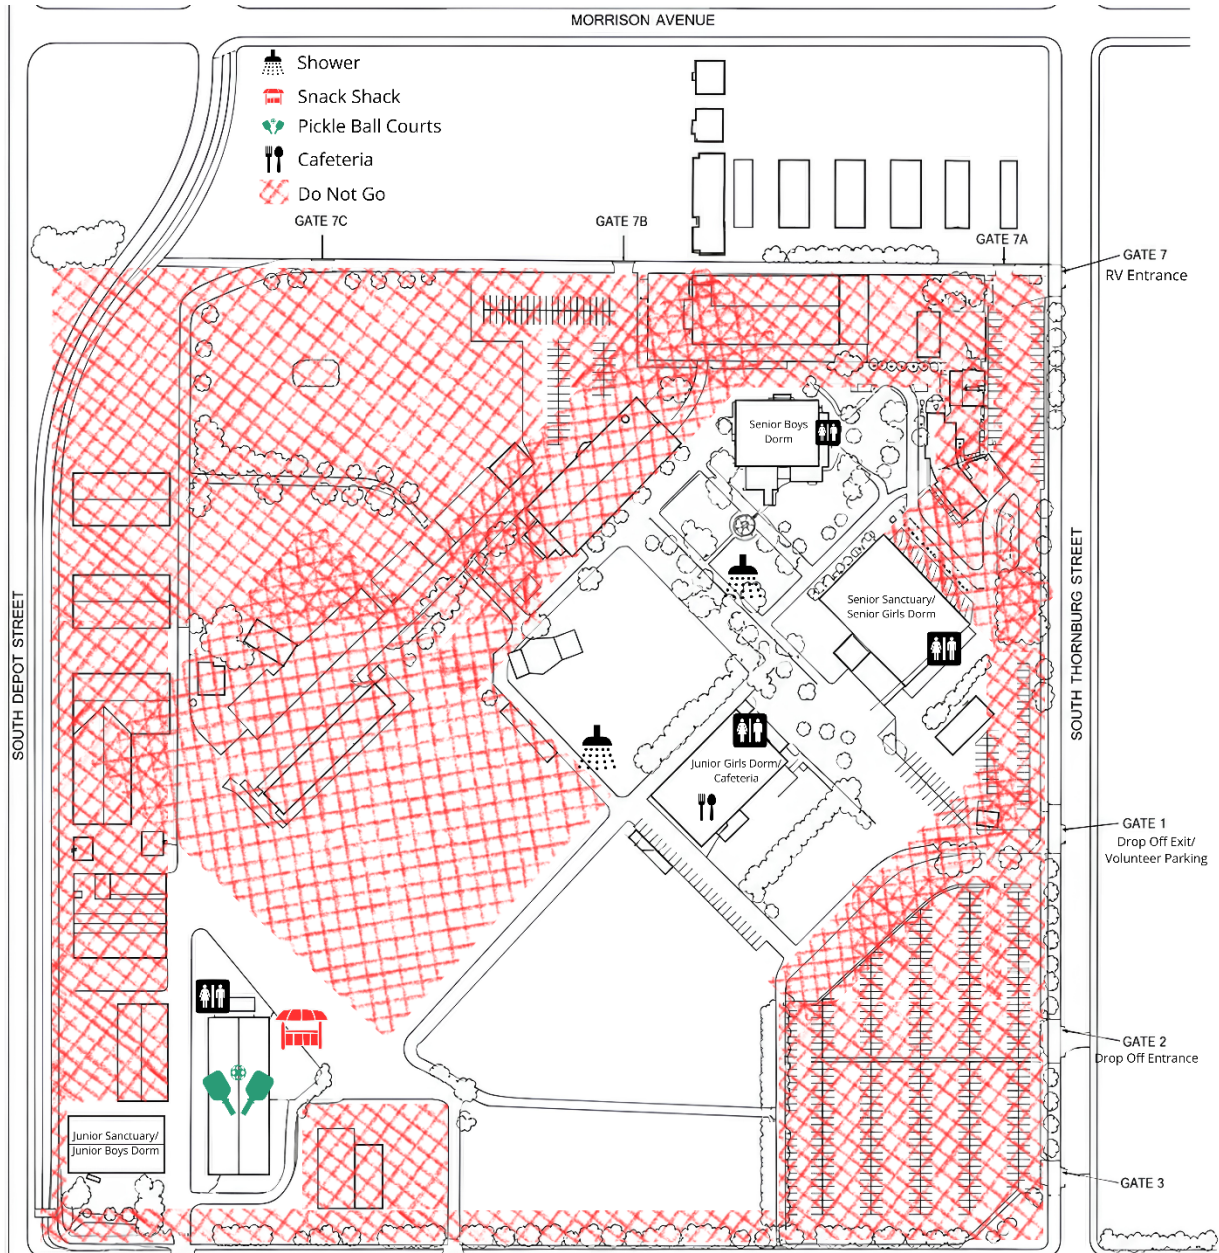 MORRISON AVENUE
Shower
Snack Shack
Pickle Ball Courts
Cafeteria
Do Not Go
GATE 7C
GATE 7B
GATE 7A
GATE 7
RV Entrance
Senior Boys
Dorm
SOUTH DEPOT STREET
SOUTH THORNBURG STREET
Senior Sanctuary/
Senior Girls Dorm
Junior Girls Dorm/
Cafeteria
GATE 1
Drop Off Exit/
Volunteer Parking
GATE 2
Drop Off Entrance
Junior Sanctuary/
Junior Boys Dorm
GATE 3